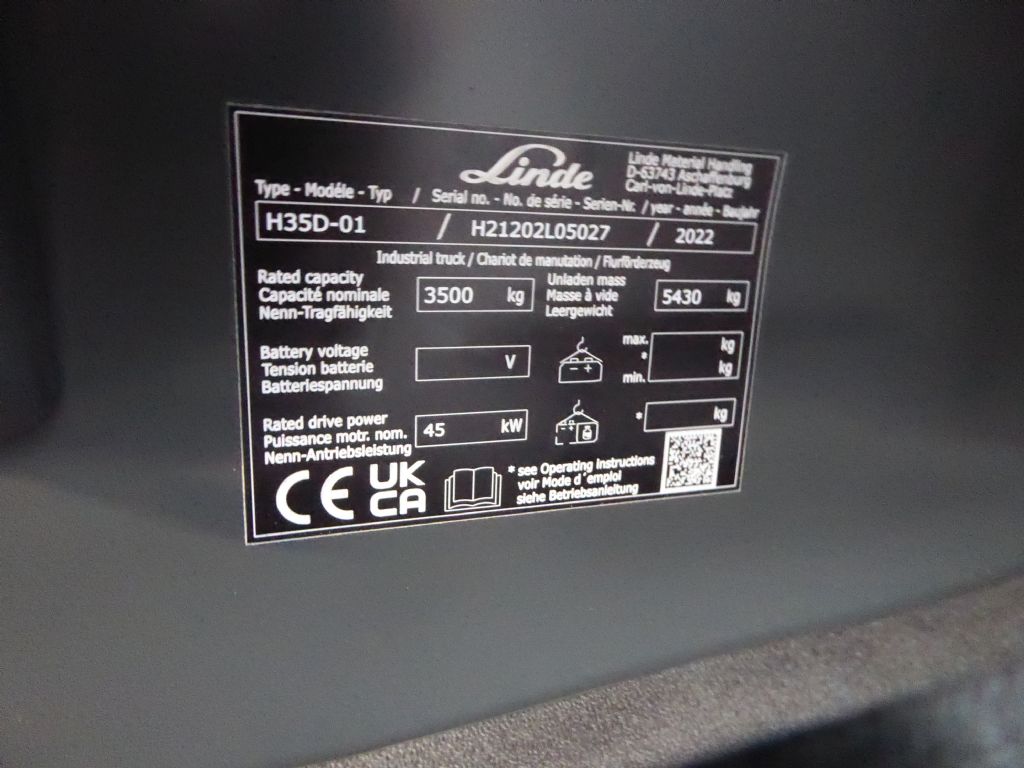 Linde
Linde Material Handling
D-63743 Aschaffenburg
Carl-von-Linde-Platz
Type - Modéle - Typ / Serial no. - No. de série - Serien-Nr. / year - année - Baujahr
H35D-01 / H21202L05027 / 2022
Industrial truck / Chariot de manutation / Flurförderzeug
Rated capacity
Capacité nominale
Nenn-Tragfähigkeit
3500 kg
Unladen mass
Masse à vide
Leergewicht
5430 kg
Battery voltage
Tension batterie
Batteriespannung
V
- +
max. kg
*
min. kg
Rated drive power
Puissance motr. nom.
Nenn-Antriebsleistung
45 kW
- +
* kg
CE UK
CA
* see Operating Instructions
voir Mode d´emploi
siehe Betriebsanleitung